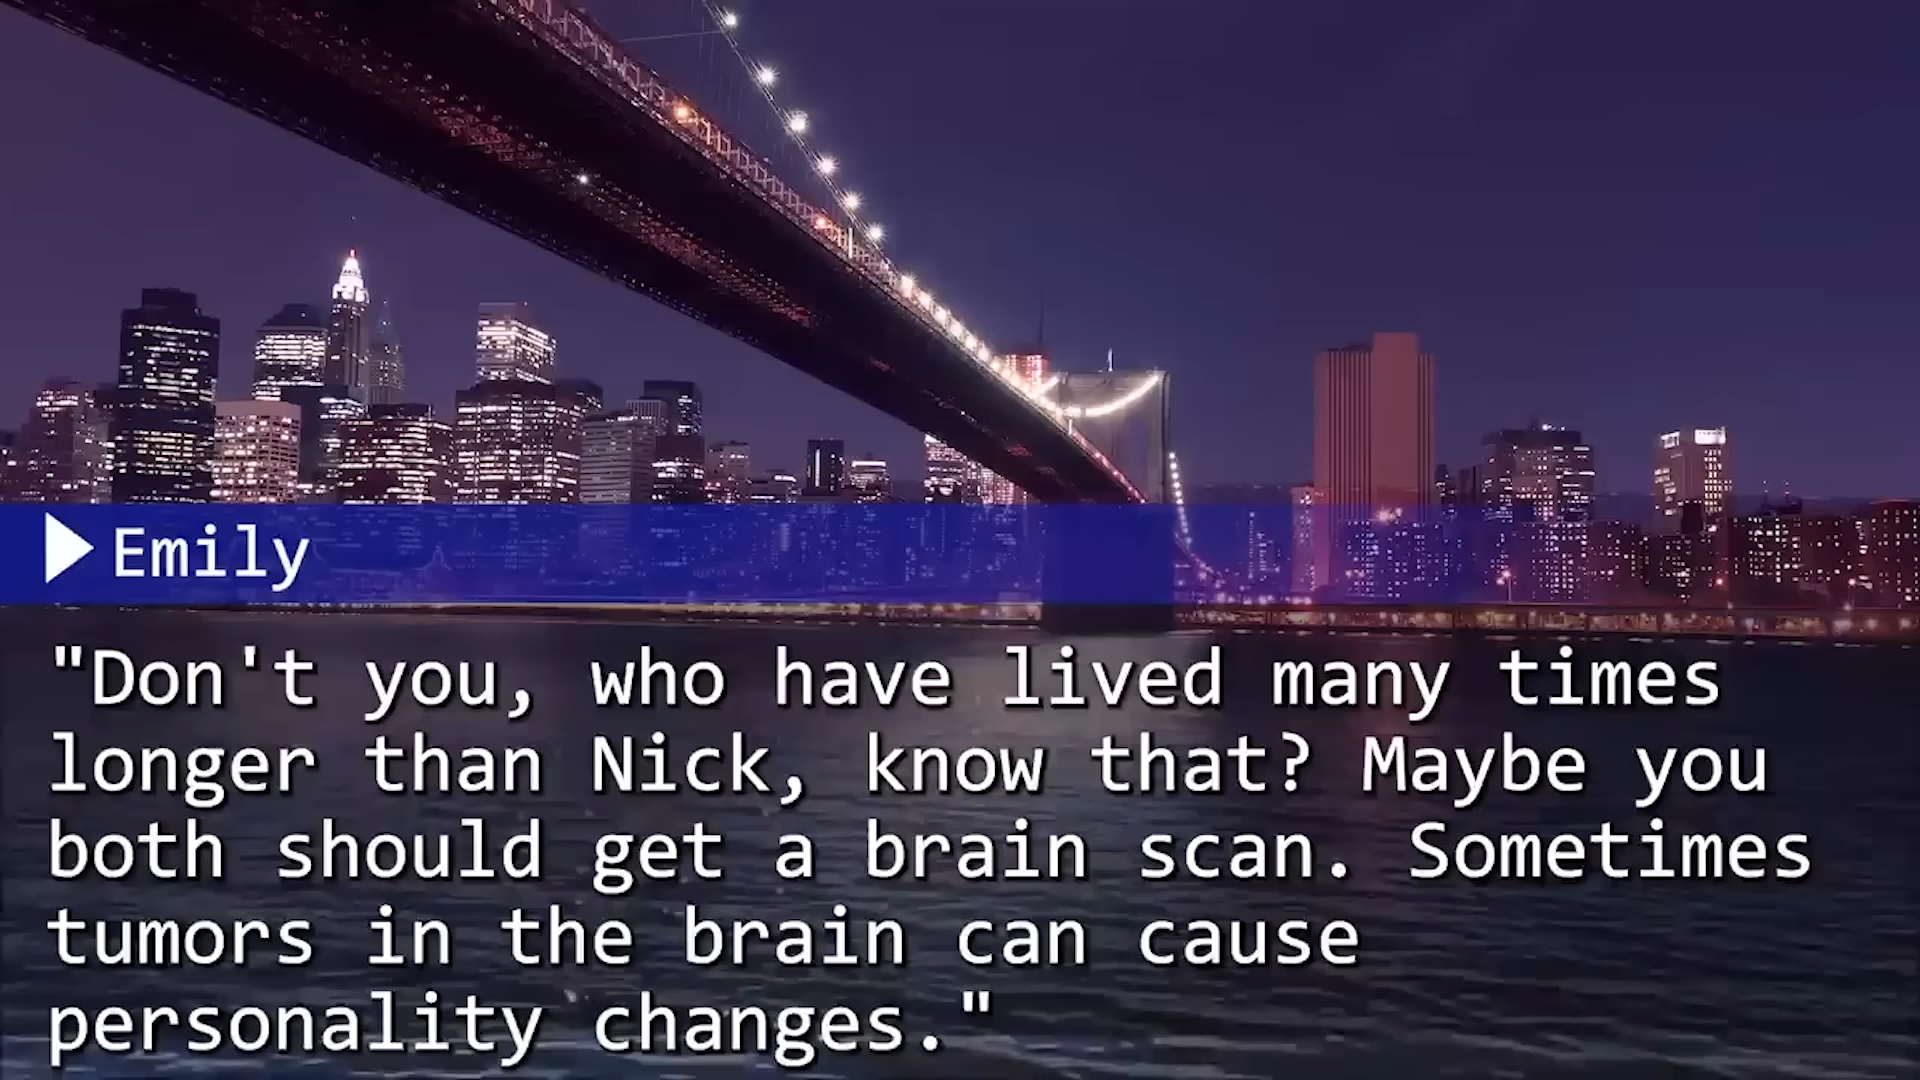 Emily
"Don't you, who have lived many times
longer than Nick, know that? Maybe you
both should get a brain scan. Sometimes
tumors in the brain can cause
personality changes."